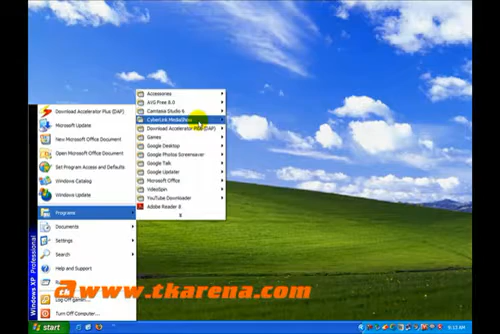 Download Accelerator Plus (DAP)
Microsoft Update
New Microsoft Office Document
Open Microsoft Office Document
Set Program Access and Defaults
Windows Catalog
Windows Update
Programs
Documents
Settings
Search
Help and Support
Log Off
Turn Off Computer...
Windows XP Professional
Accessories
AVG Free 8.0
Camtasia Studio 6
CyberLink MediaShow
Download Accelerator Plus (DAP)
Games
Google Desktop
Google Photos Screensaver
Google Talk
Google Updater
Microsoft Office
VideoSpin
YouTube Downloader
Adobe Reader 8
www.tkarena.com
start
9:13 AM